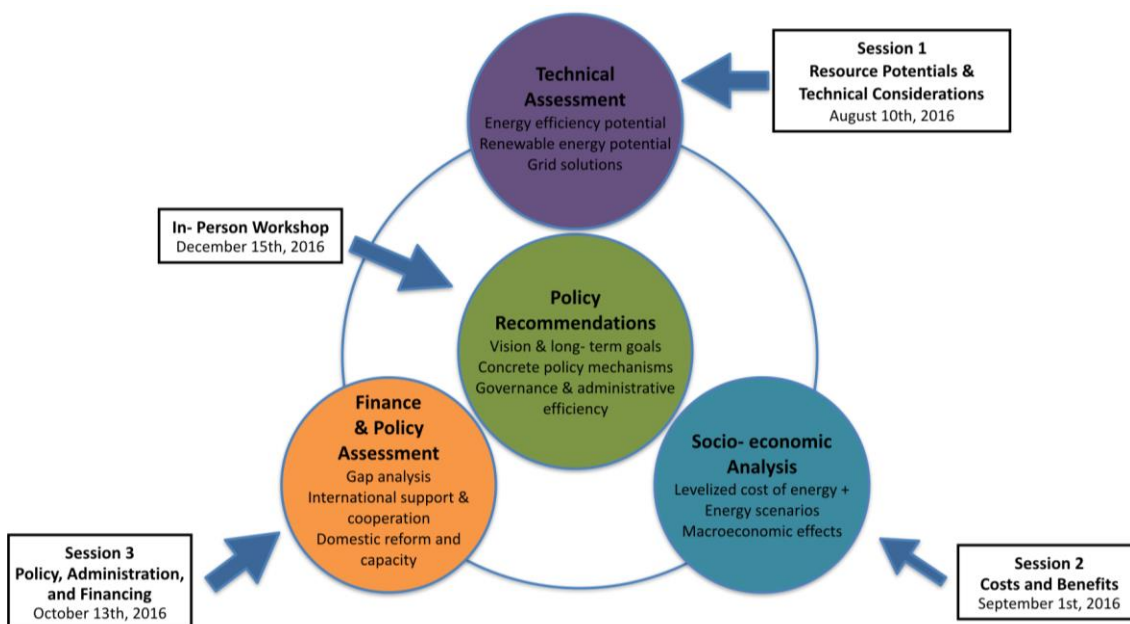 Session 1
Resource Potentials &
Technical Considerations
August 10th, 2016
Technical
Assessment
Energy efficiency potential
Renewable energy potential
Grid solutions
In- Person Workshop
December 15th, 2016
Policy
Recommendations
Vision & long- term goals
Concrete policy mechanisms
Governance & administrative
efficiency
Finance
& Policy
Assessment
Gap analysis
International support &
cooperation
Domestic reform and
capacity
Socio- economic
Analysis
Levelized cost of energy +
Energy scenarios
Macroeconomic effects
Session 3
Policy, Administration,
and Financing
October 13th, 2016
Session 2
Costs and Benefits
September 1st, 2016